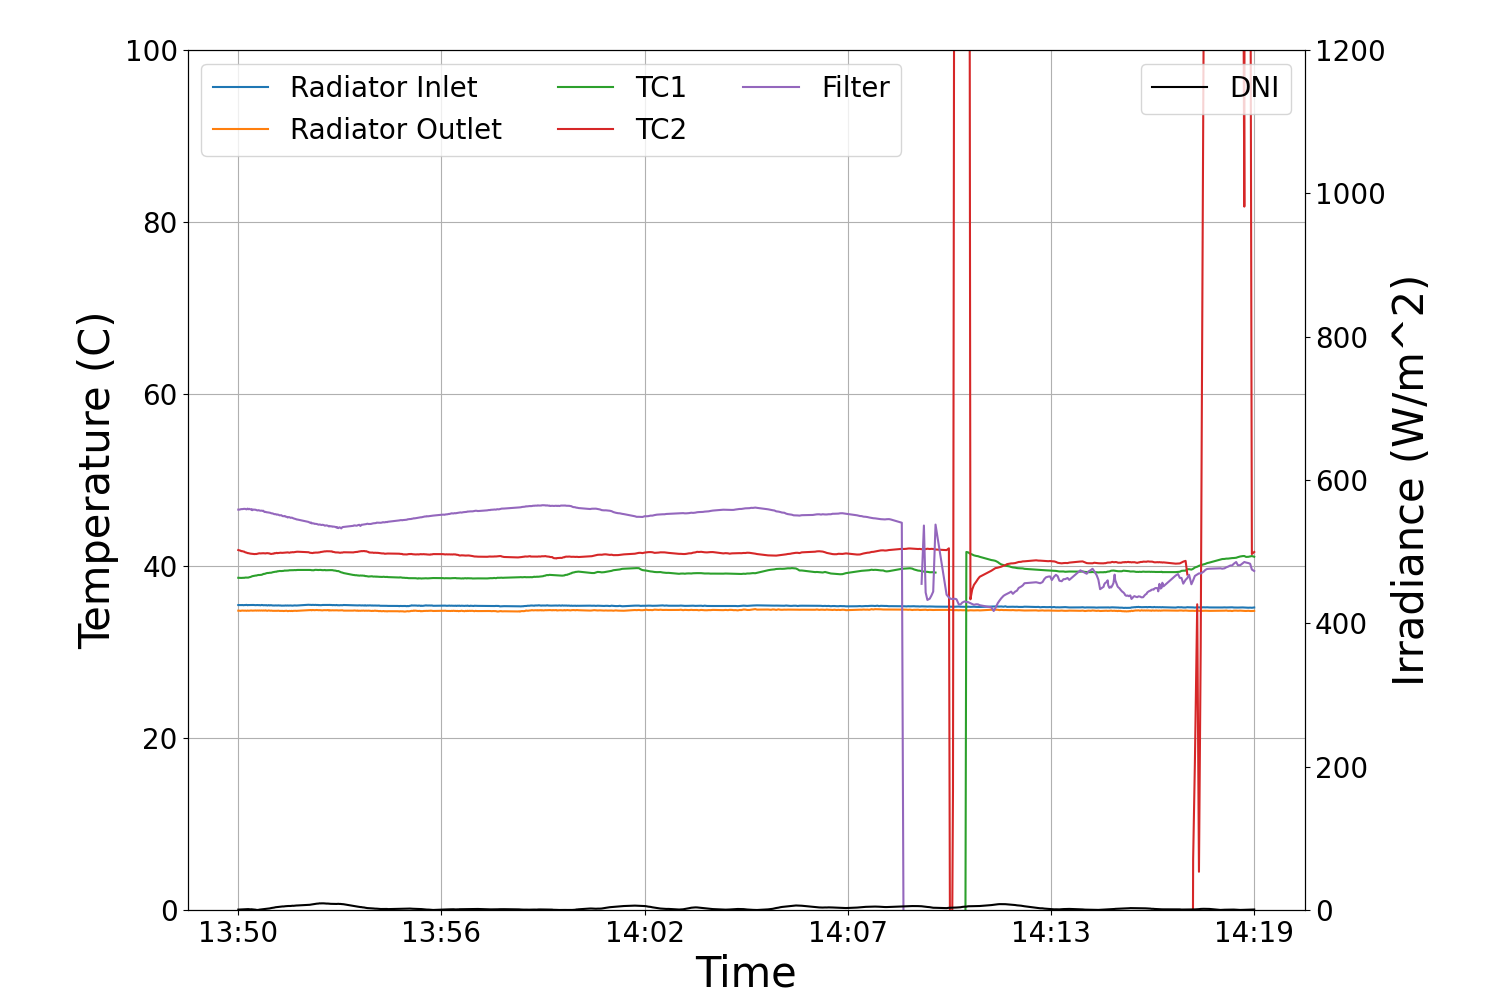 100
80
60
40
20
0
Temperature (C)
Radiator Inlet
Radiator Outlet
TC1
TC2
Filter
DNI
1200
1000
800
600
400
200
0
Irradiance (W/m^2)
13:50 13:56 14:02 14:07 14:13 14:19
Time